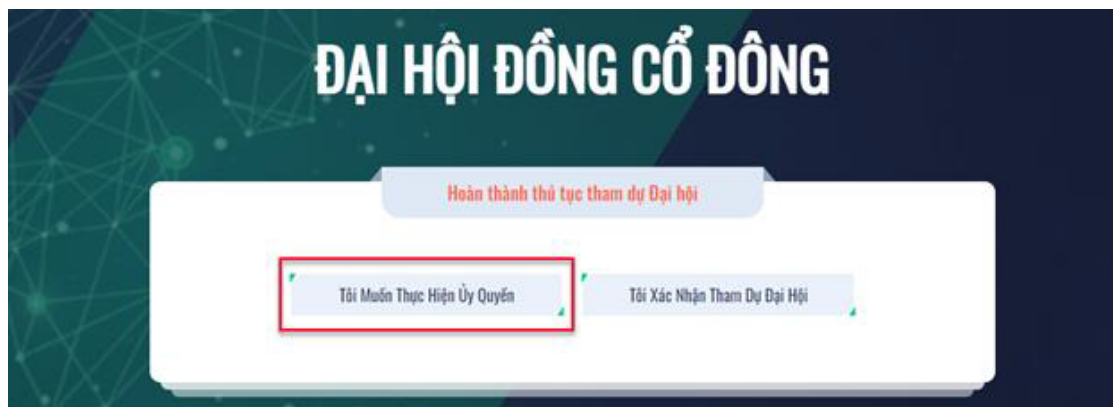 ĐẠI HỘI ĐỒNG CỔ ĐÔNG
Hoàn thành thủ tục tham dự Đại hội
Tôi Muốn Thực Hiện Ủy Quyền
Tôi Xác Nhận Tham Dự Đại Hội